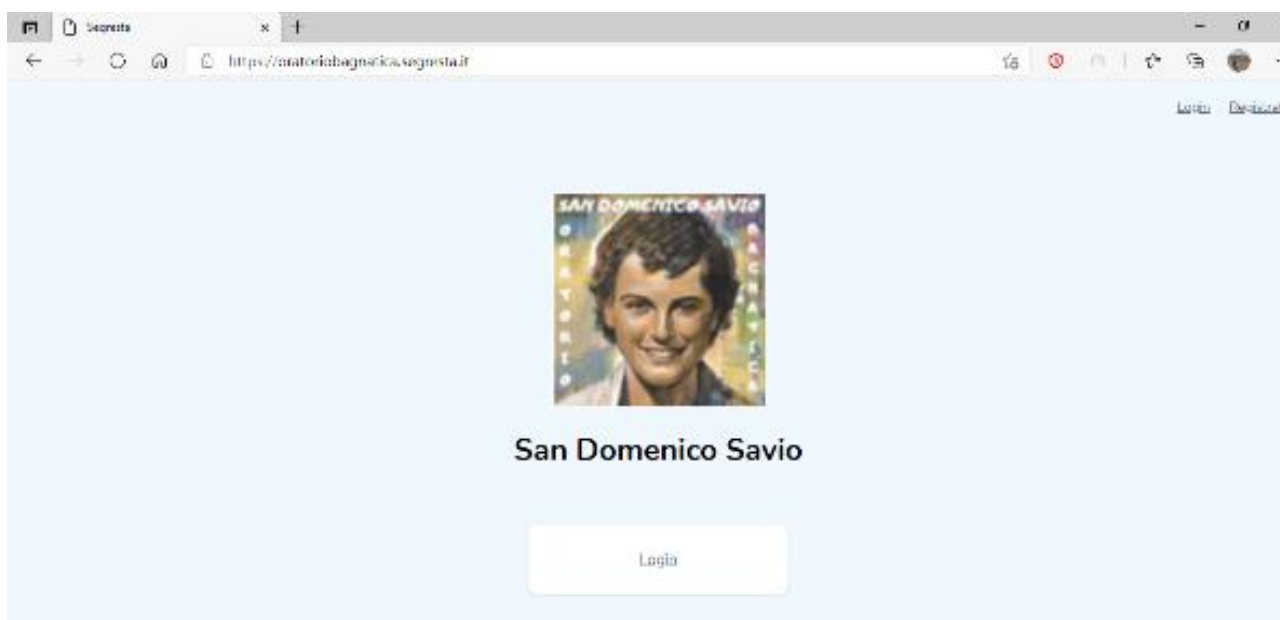 Segresta
https://oratoriobagnatica.segresta.it
Login
SAN DOMENICO SAVIO
ORATORIO
BAGNATICA
San Domenico Savio
Login